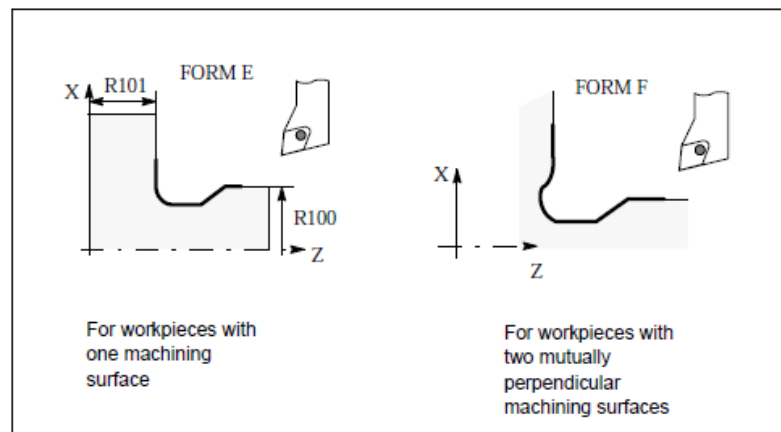 FORM E
R101
X
R100
Z
For workpieces with
one machining
surface
FORM F
X
Z
For workpieces with
two mutually
perpendicular
machining surfaces